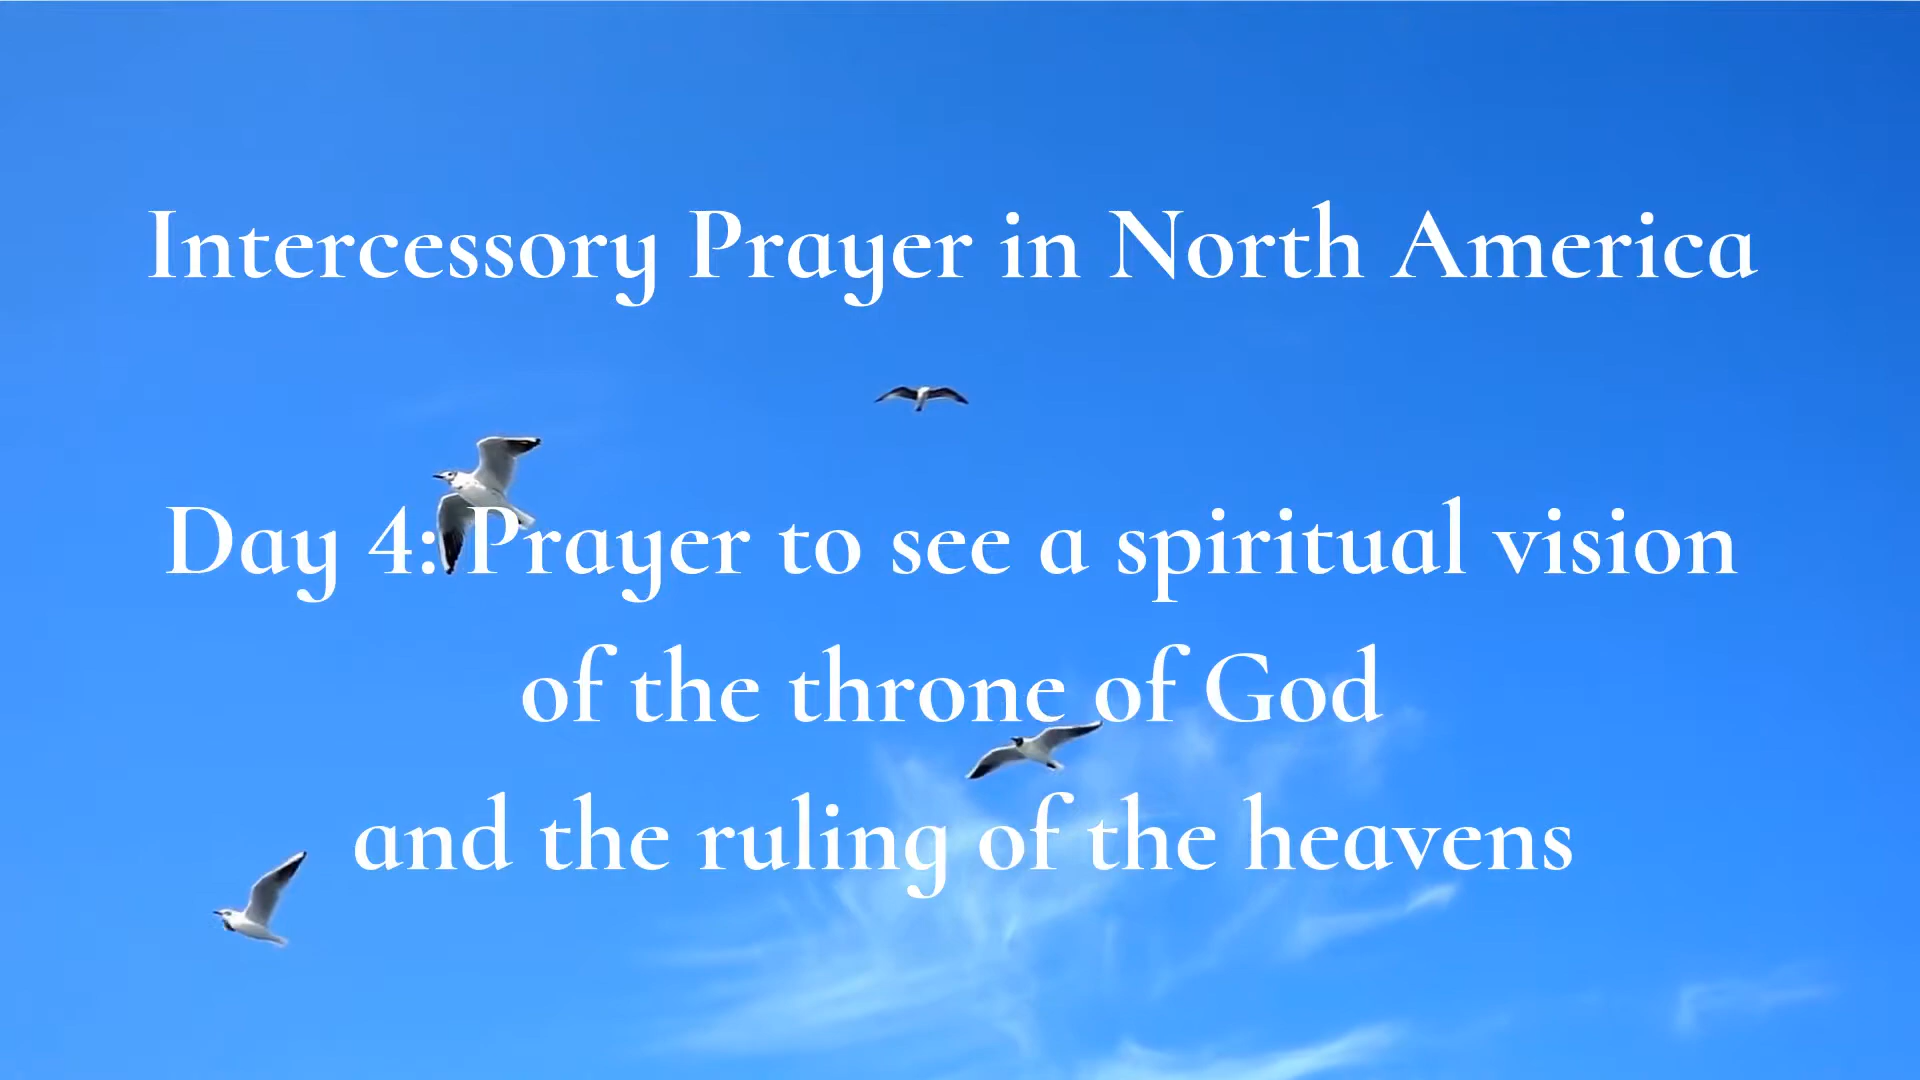 Intercessory Prayer in North America
Day 4: Prayer to see a spiritual vision
of the throne of God
and the ruling of the heavens